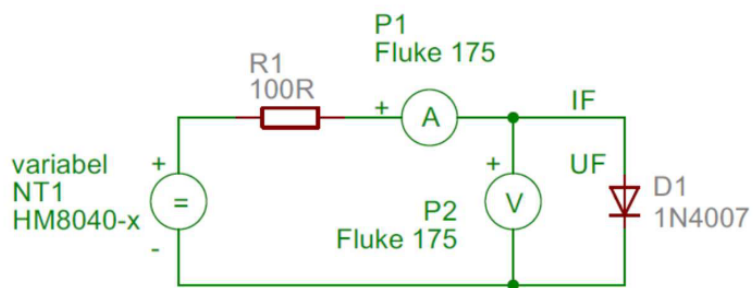 P1
Fluke 175
R1
100R
+
A
IF
variabel
NT1
HM8040-x
+
=
-
+
V
P2
Fluke 175
UF
D1
1N4007